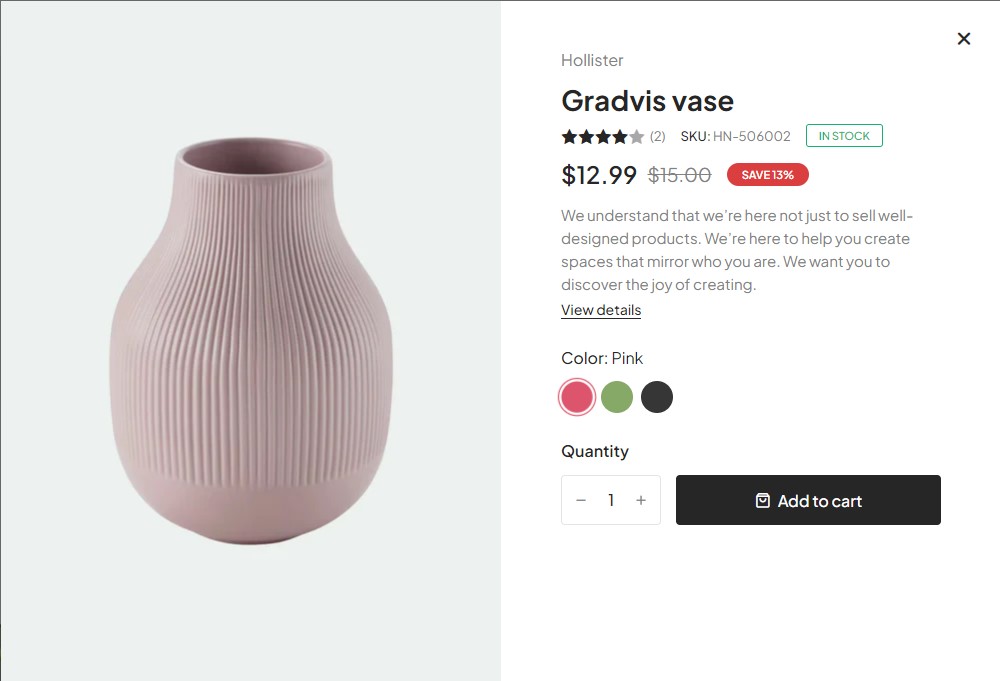 Hollister
Gradvis vase
(2) SKU: HN-506002 IN STOCK
$12.99 $15.00 SAVE 13%
We understand that we're here not just to sell well-
designed products. We're here to help you create
spaces that mirror who you are. We want you to
discover the joy of creating.
View details
Color: Pink
Quantity
− 1 + Add to cart